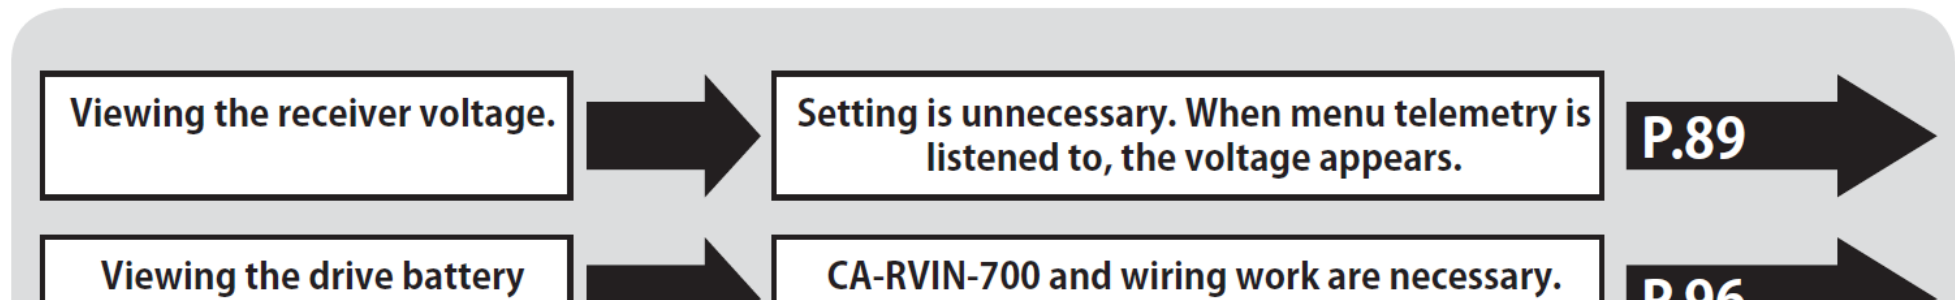 Viewing the receiver voltage.
Setting is unnecessary. When menu telemetry is
listened to, the voltage appears.
P.89
Viewing the drive battery
CA-RVIN-700 and wiring work are necessary.
P.96